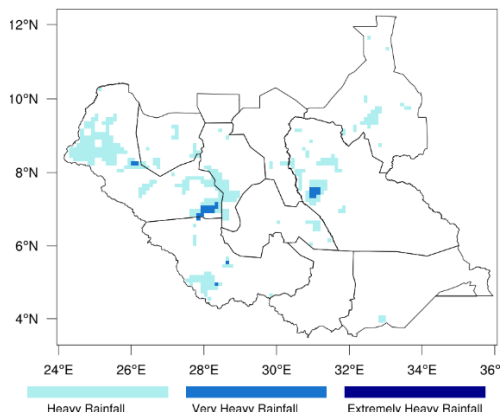 12°N
10°N
8°N
6°N
4°N
24°E 26°E 28°E 30°E 32°E 34°E 36°
Heavy Rainfall Very Heavy Rainfall Extremely Heavy Rainfall